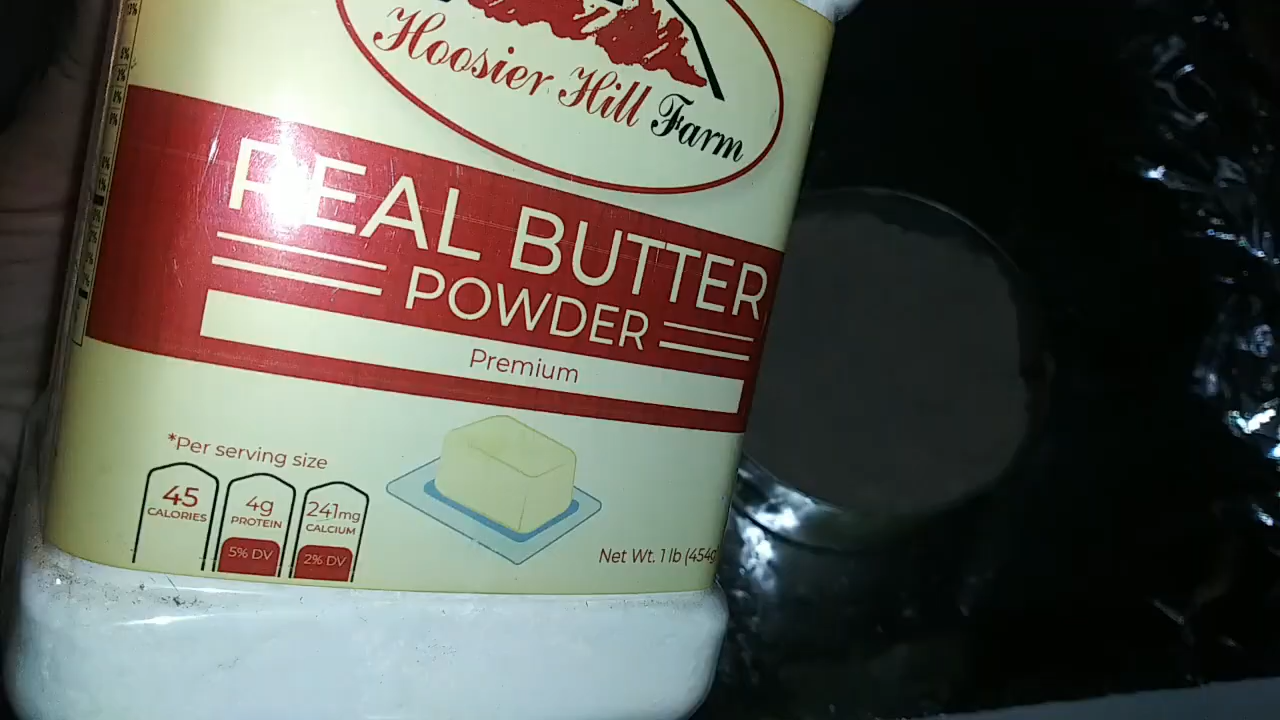 Hoosier Hill Farm
REAL BUTTER
POWDER
Premium
*Per serving size
45
CALORIES
4g
PROTEIN
5% DV
241mg
CALCIUM
2% DV
Net Wt. 1 lb (454g